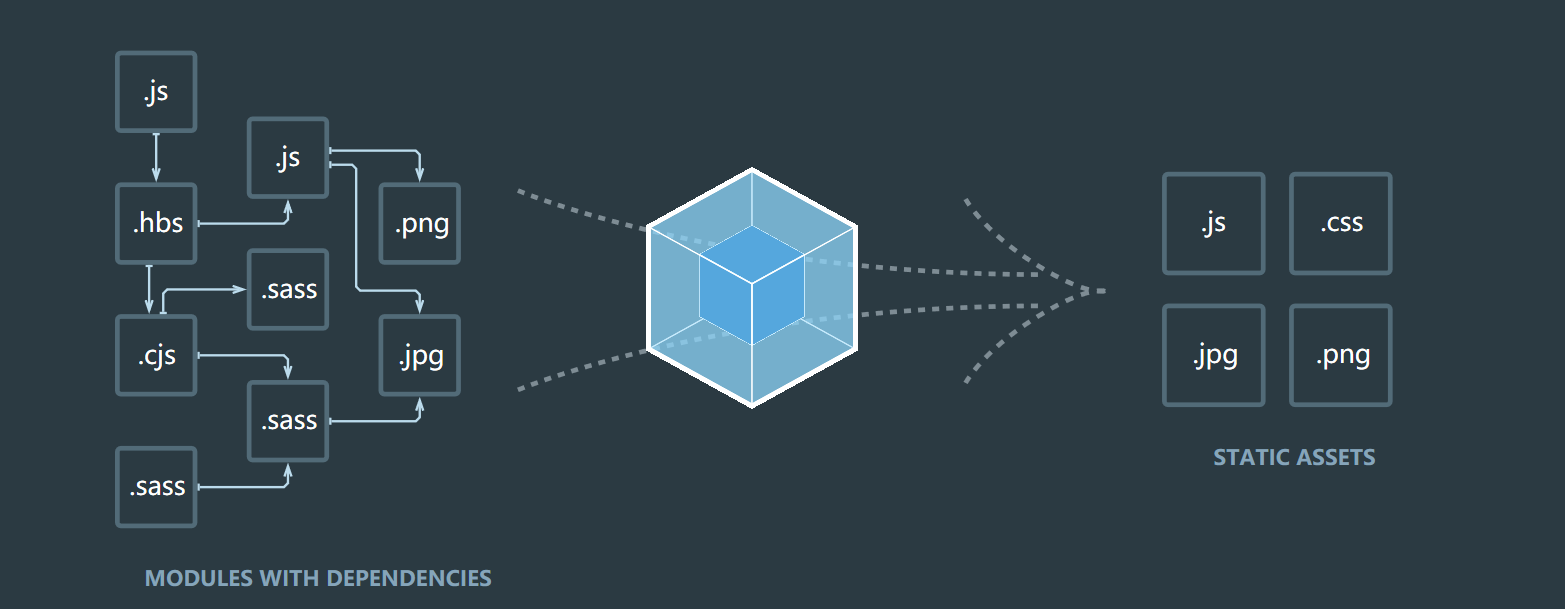 .js
.js
.hbs
.png
.sass
.cjs
.jpg
.sass
.sass
MODULES WITH DEPENDENCIES
.js
.css
.jpg
.png
STATIC ASSETS